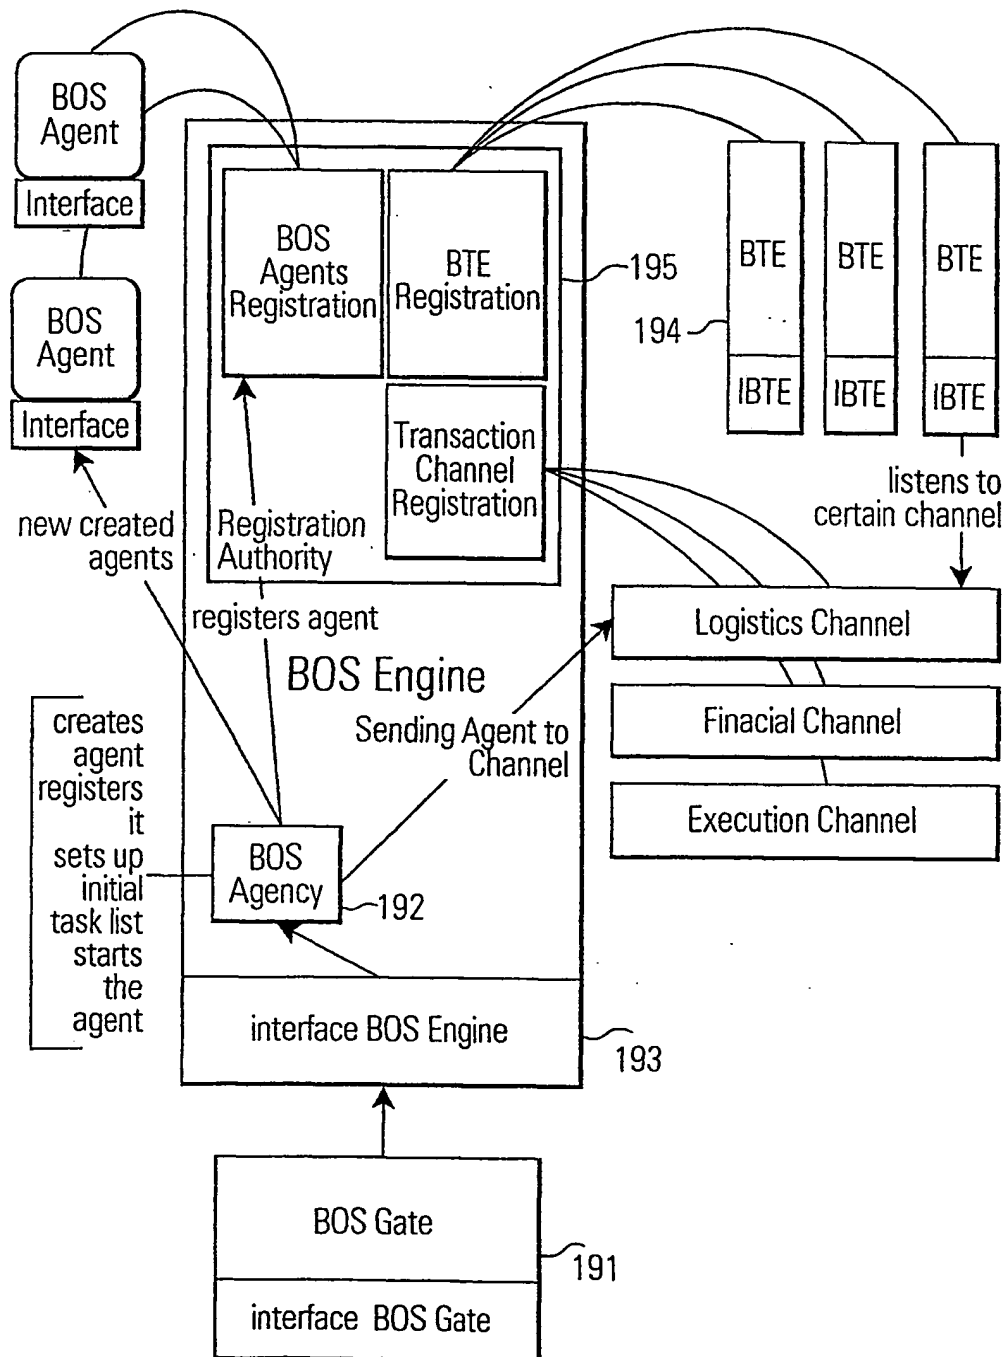 BOS
Agent
Interface
BOS
Agent
Interface
new created
agents
BOS
Agents
Registration
BTE
Registration
195
Transaction
Channel
Registration
Registration
Authority
registers agent
BOS Engine
Sending Agent to
Channel
BTE
BTE
BTE
194
IBTE
IBTE
IBTE
listens to
certain channel
Logistics Channel
Finacial Channel
Execution Channel
creates
agent
registers
it
sets up
initial
task list
starts
the
agent
BOS
Agency
192
interface BOS Engine
193
BOS Gate
191
interface BOS Gate